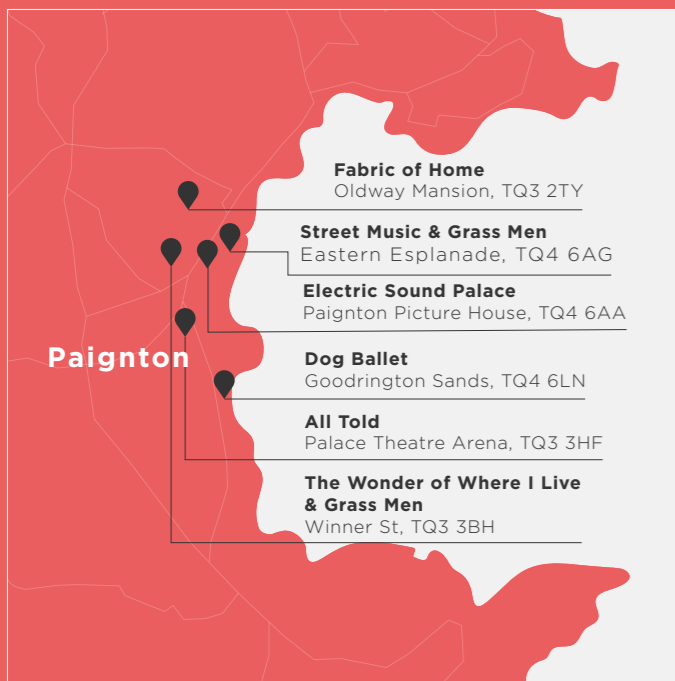 Fabric of Home
Oldway Mansion, TQ3 2TY
Street Music & Grass Men
Eastern Esplanade, TQ4 6AG
Electric Sound Palace
Paignton Picture House, TQ4 6AA
Paignton
Dog Ballet
Goodrington Sands, TQ4 6LN
All Told
Palace Theatre Arena, TQ3 3HF
The Wonder of Where I Live
& Grass Men
Winner St, TQ3 3BH